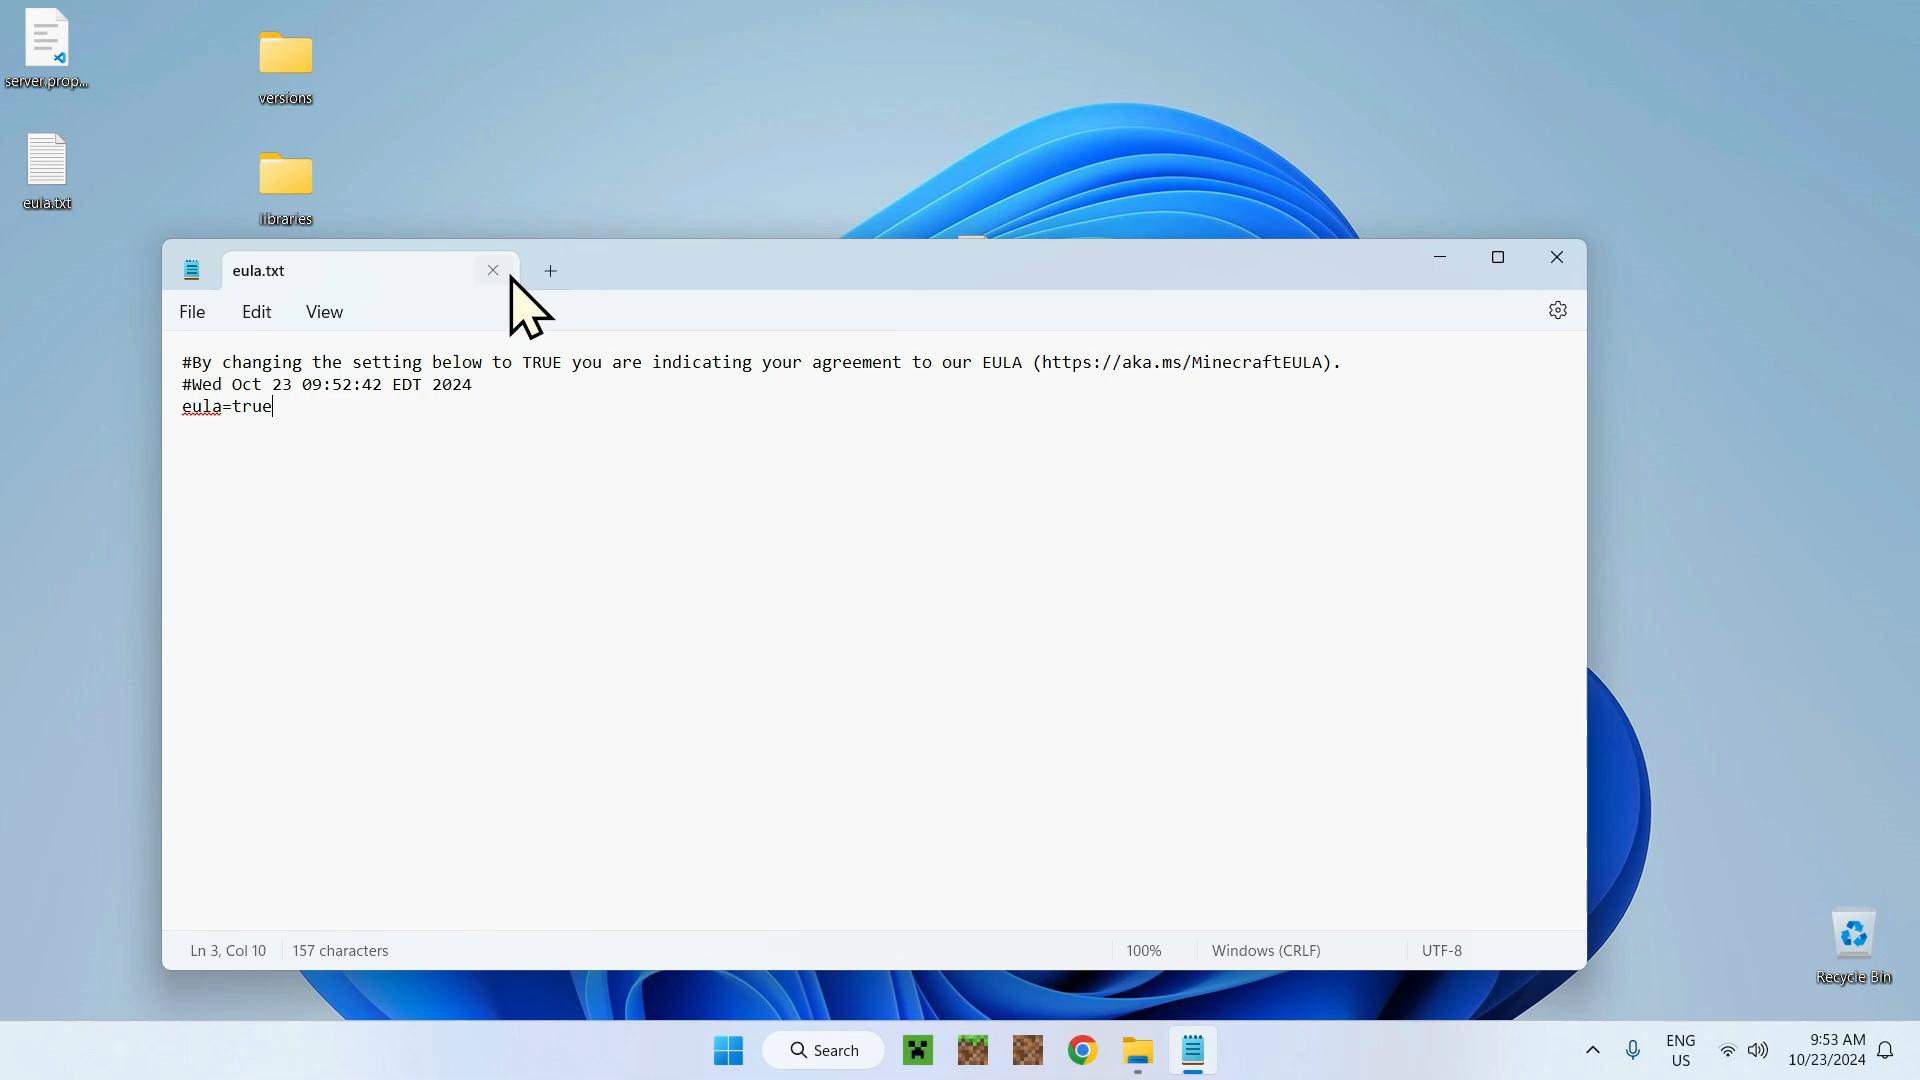 server.prop...
versions
eula.txt
libraries
eula.txt
File Edit View
#By changing the setting below to TRUE you are indicating your agreement to our EULA (https://aka.ms/MinecraftEULA).
#Wed Oct 23 09:52:42 EDT 2024
eula=true
Ln 3, Col 10 157 characters 100% Windows (CRLF) UTF-8
Recycle Bin
Search
ENG
US
9:53 AM
10/23/2024